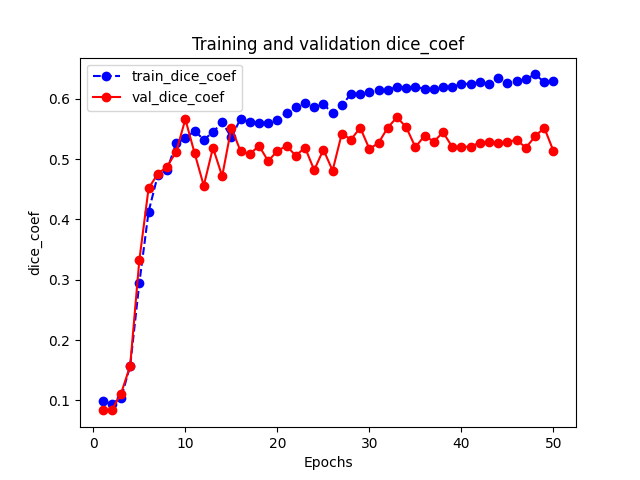 Training and validation dice_coef
train_dice_coef
val_dice_coef
dice_coef
0.6
0.5
0.4
0.3
0.2
0.1
0 10 20 30 40 50
Epochs